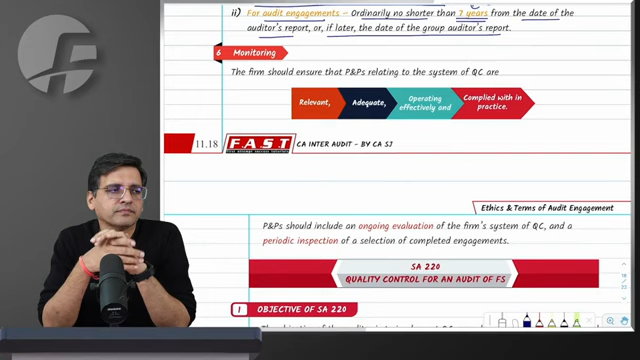 ii) For audit engagements – Ordinarily no shorter than 7 years from the date of the
auditor's report, or, if later, the date of the group auditor's report.
6 Monitoring
The firm should ensure that P&Ps relating to the system of QC are
Relevant,
Adequate,
Operating
effectively and
Complied with in
practice.
11.18
FAST
CA INTER AUDIT - BY CA SJ
Ethics & Terms of Audit Engagement
P&Ps should include an ongoing evaluation of the firm's system of QC, and a
periodic inspection of a selection of completed engagements.
SA 220
QUALITY CONTROL FOR AN AUDIT OF FS
1 OBJECTIVE OF SA 220